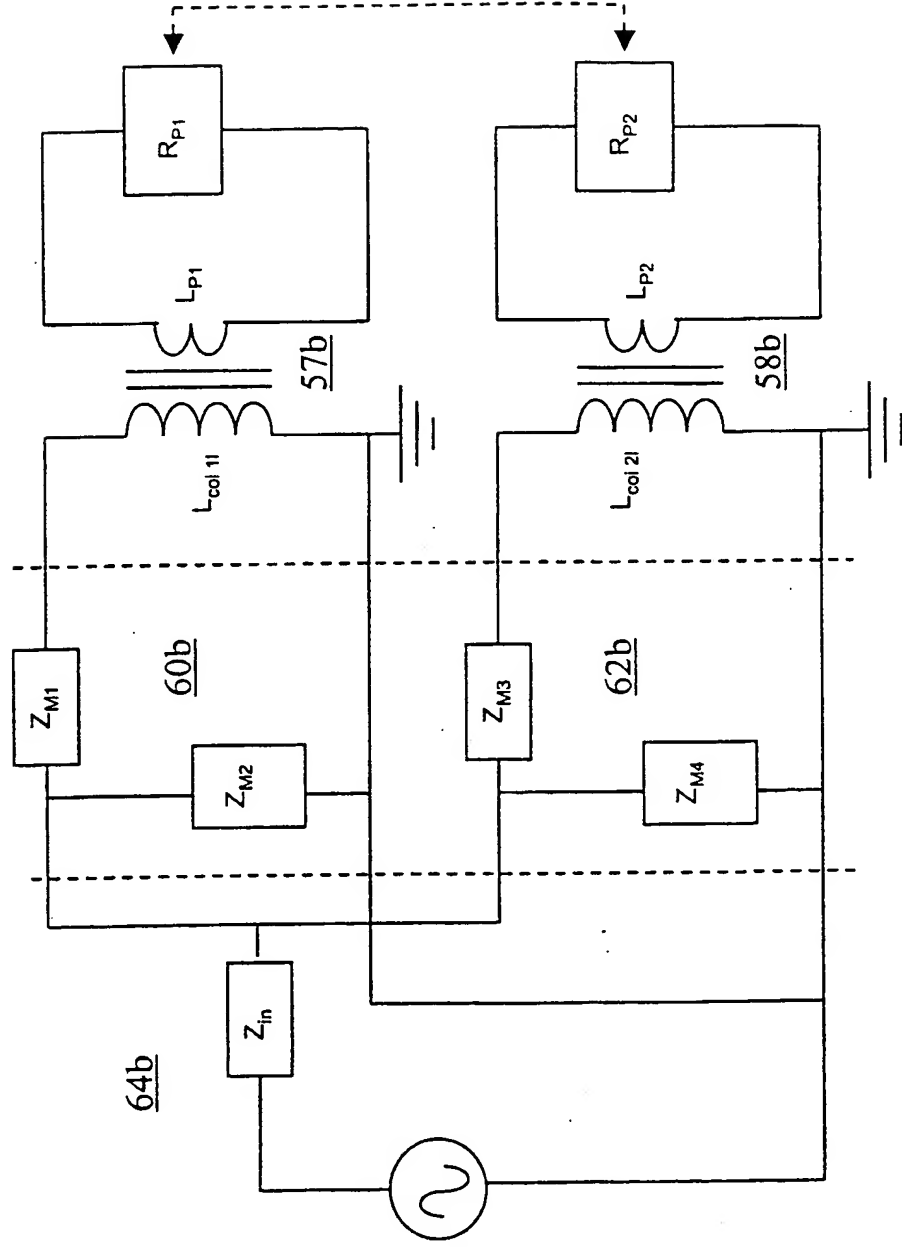 R_P1
R_P2
L_P1
L_P2
57b
58b
L_col 1l
L_col 2l
Z_M1
60b
Z_M3
62b
Z_M2
Z_M4
Z_in
64b